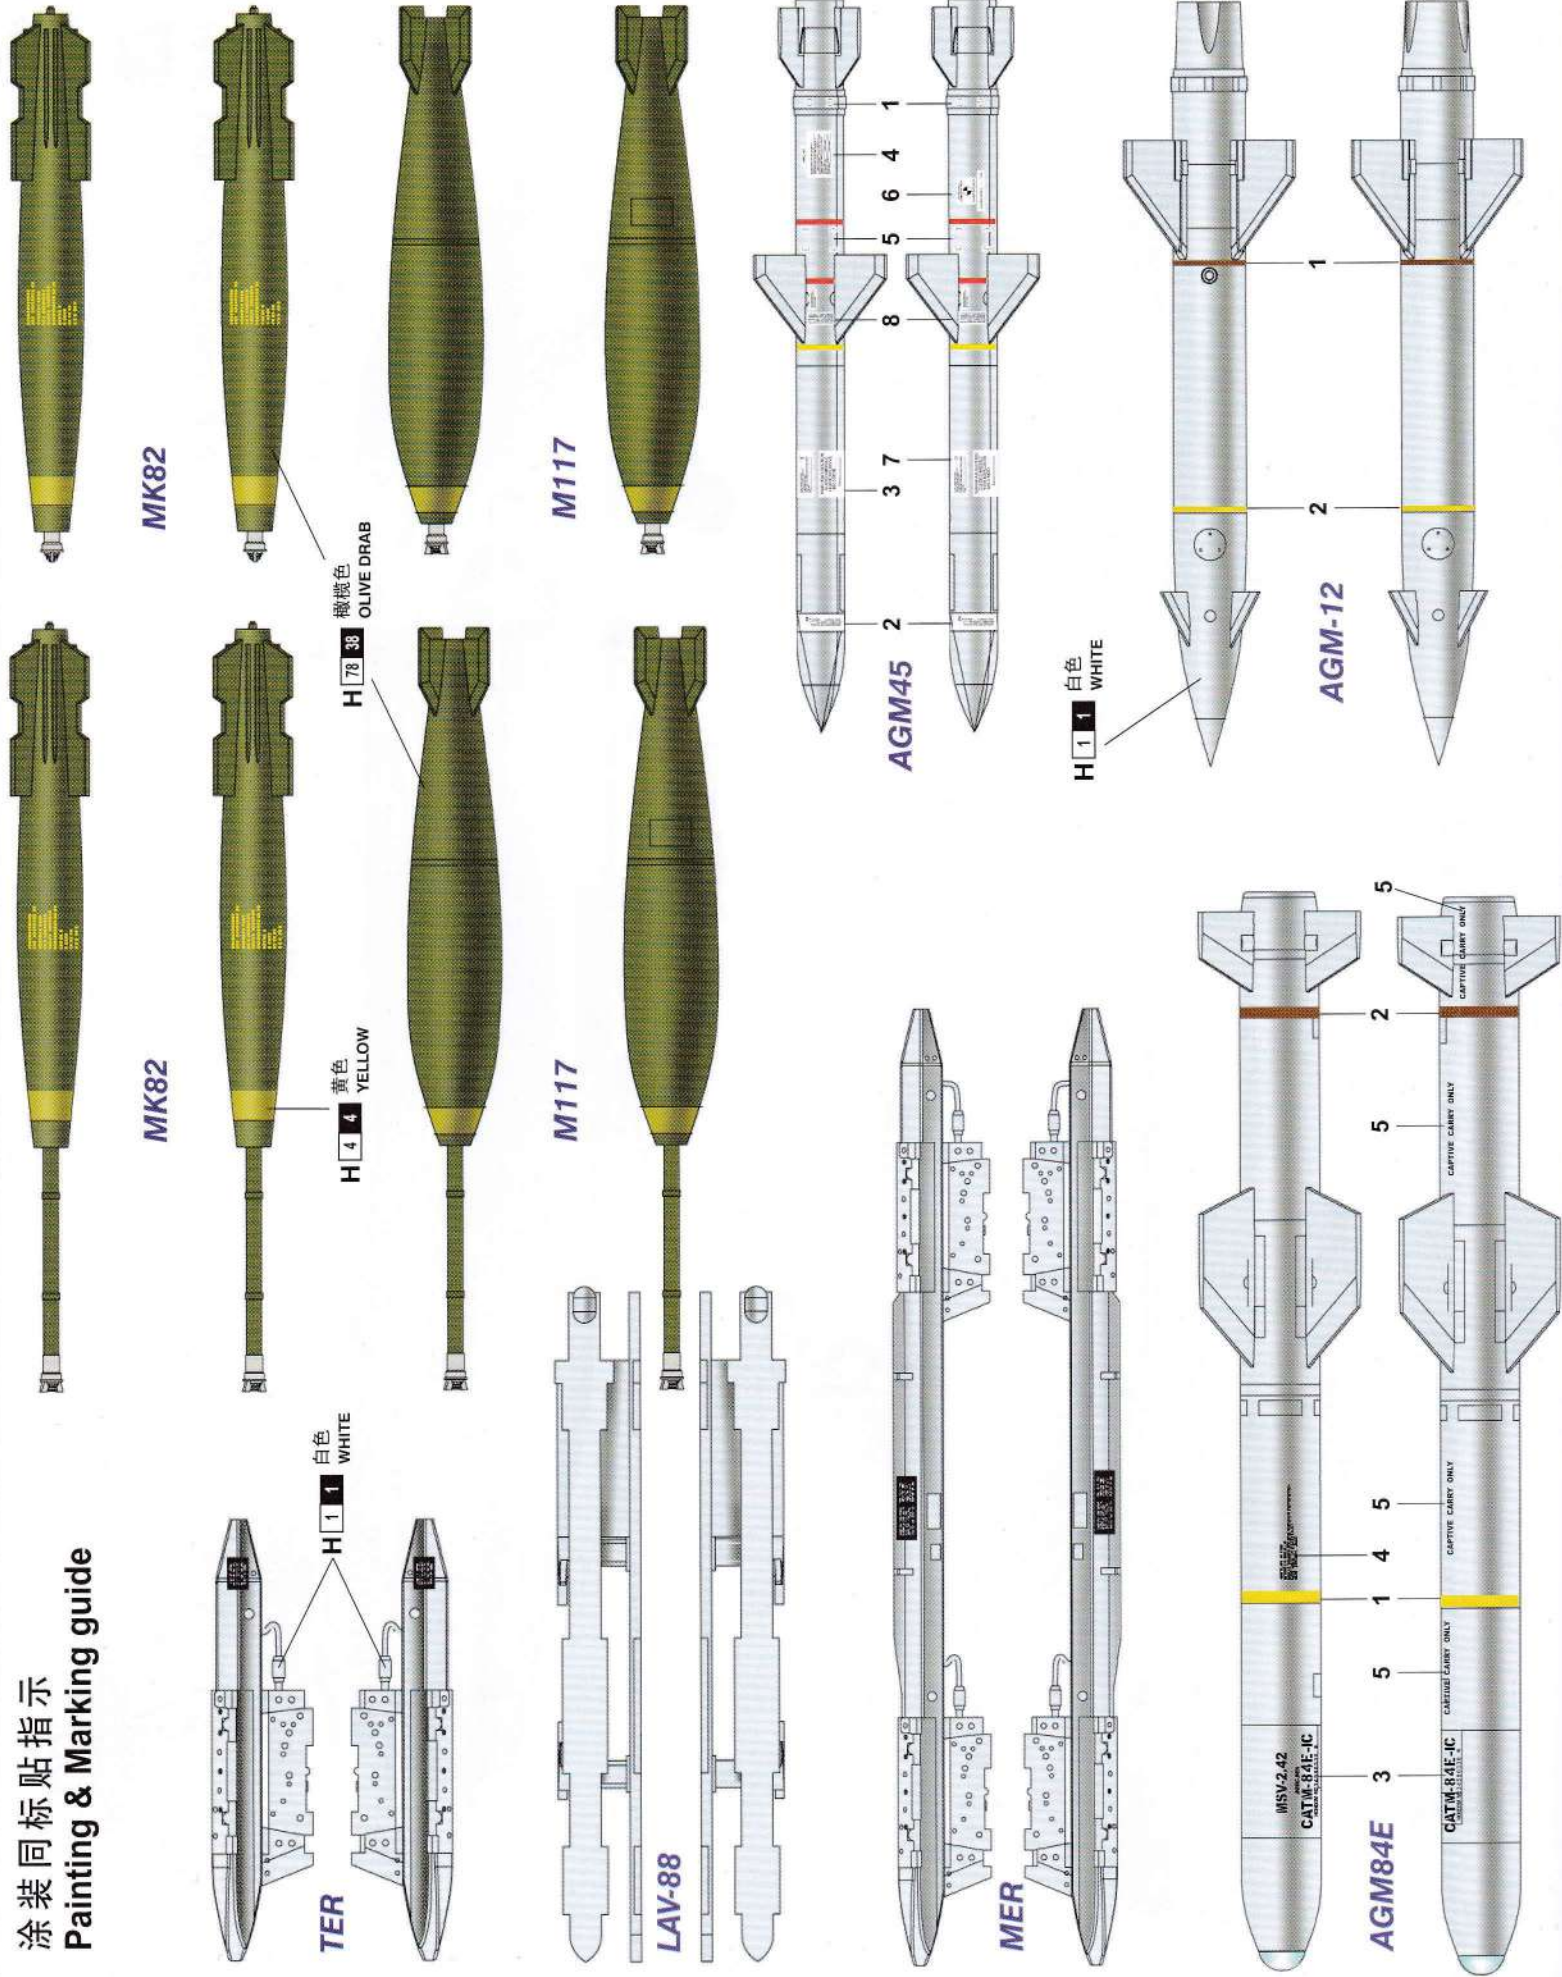 涂装同标贴指示
Painting & Marking guide
TER
H 1 1 白色
WHITE
LAV-88
MER
MK82
H 4 4 黄色
YELLOW
M117
MK82
H 78 38 橄榄色
OLIVE DRAB
M117
AGM45
2
3
7
8
5
6
4
1
H 1 1 白色
WHITE
AGM-12
2
1
AGM84E
MSV-2.42
CATM-84E-IC
CATM-84E-IC
3
5
1
4
5
5
2
5
CAPTIVE CARRY ONLY
CAPTIVE CARRY ONLY
CAPTIVE CARRY ONLY
CAPTIVE CARRY ONLY